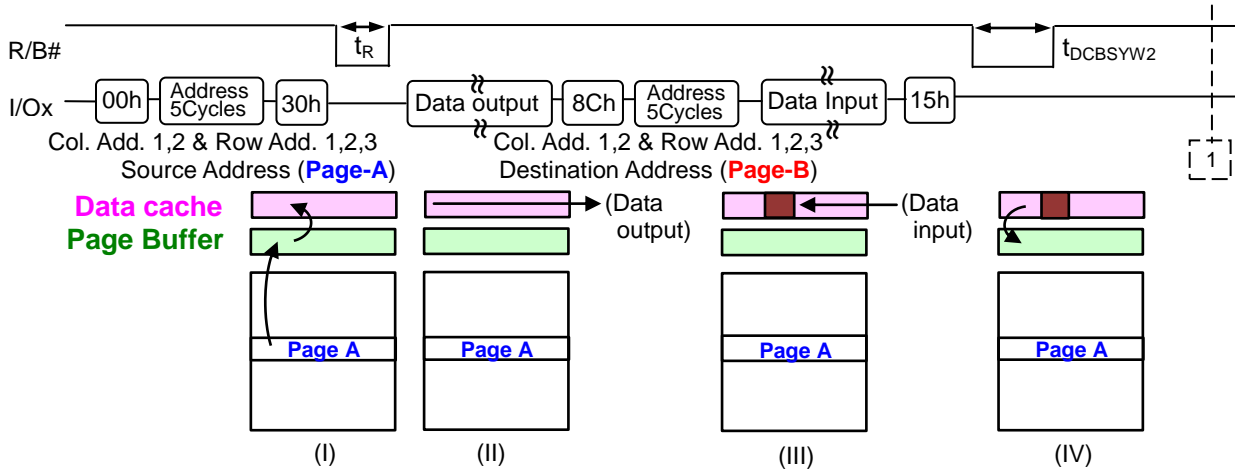 R/B#
tR
tDCBSYW2
I/Ox
00h
Address
5Cycles
30h
Data output
8Ch
Address
5Cycles
Data Input
15h
Col. Add. 1,2 & Row Add. 1,2,3
Source Address (Page-A)
Col. Add. 1,2 & Row Add. 1,2,3
Destination Address (Page-B)
1
Data cache
Page Buffer
(Data
output)
(Data
input)
Page A
Page A
Page A
Page A
(I)
(II)
(III)
(IV)